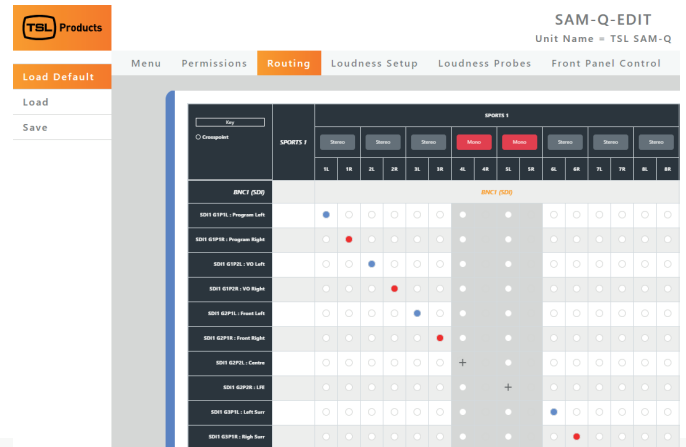 TSL Products
SAM-Q-EDIT
Unit Name = TSL SAM-Q
Menu Permissions Routing Loudness Setup Loudness Probes Front Panel Control
Load Default
Load
Save
Key
Crosspoint
SPORTS 1
SPORTS 1
Stereo Stereo Stereo Mono Mono Stereo Stereo Stereo
1L 1R 2L 2R 3L 3R 4L 4R 5L 5R 6L 6R 7L 7R 8L 8R
BNC1 (SDI) BNC1 (SDI)
SDI1 G1P1L : Program Left
SDI1 G1P1R : Program Right
SDI1 G1P2L : VO Left
SDI1 G1P2R : VO Right
SDI1 G2P1L : Front Left
SDI1 G2P1R : Front Right
SDI1 G2P2L : Centre
SDI1 G2P2R : LFE
SDI1 G3P1L : Left Surr
SDI1 G3P1R : Righ Surr